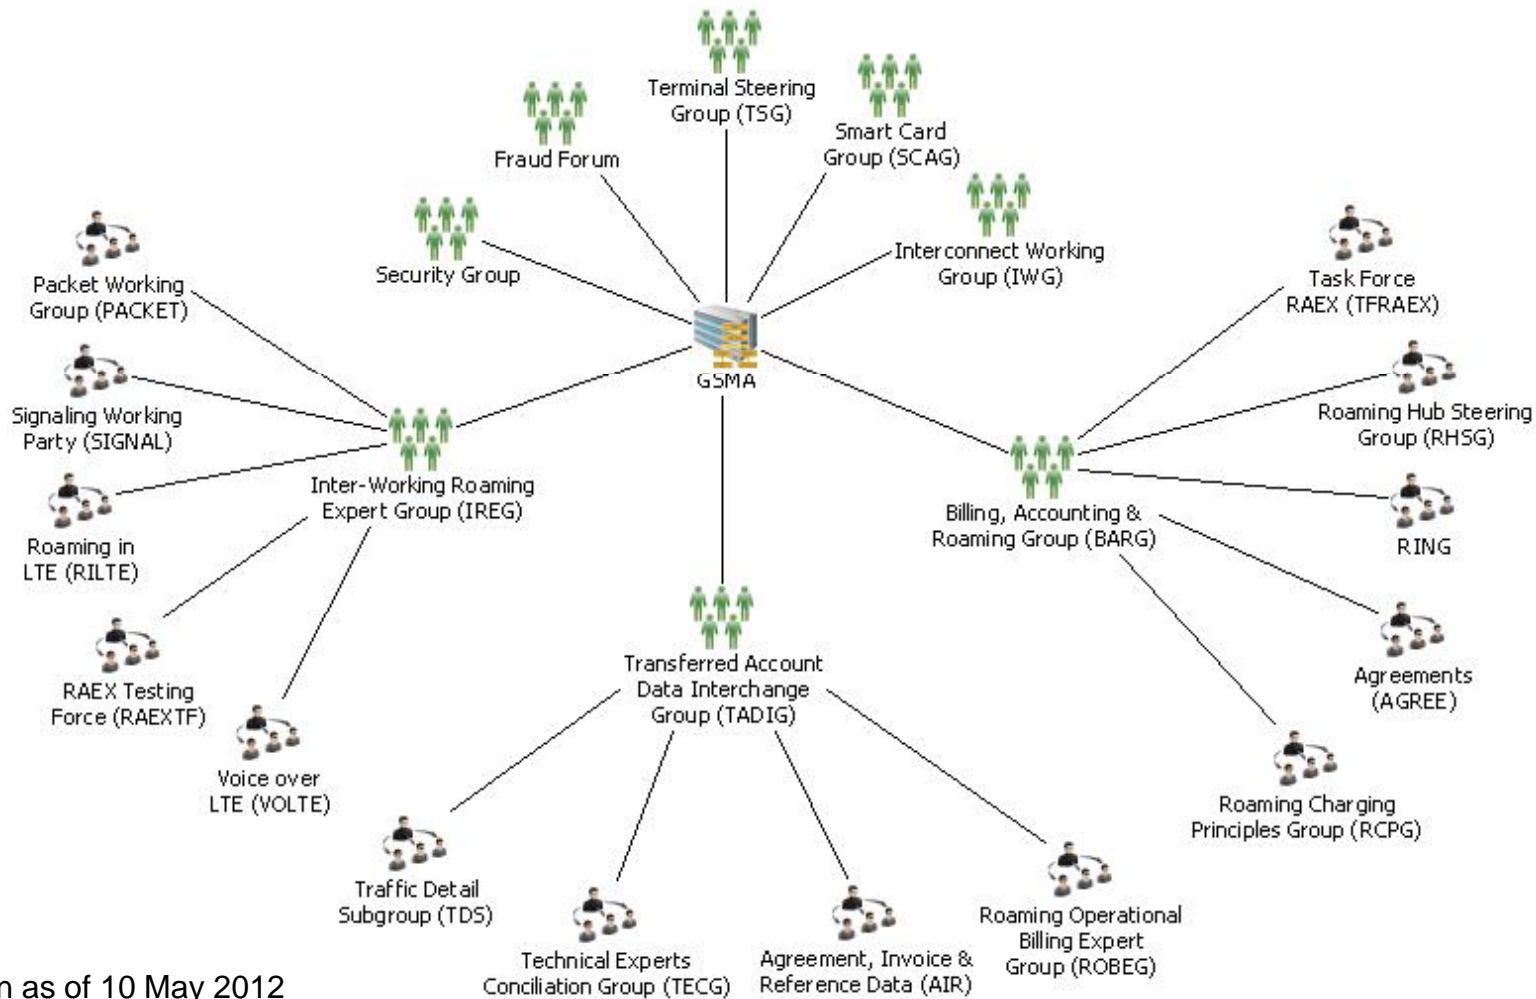 Terminal Steering
Group (TSG)
Smart Card
Group (SCAG)
Fraud Forum
Interconnect Working
Group (IWG)
Security Group
Packet Working
Group (PACKET)
Task Force
RAEX (TFRAEX)
GSMA
Signaling Working
Party (SIGNAL)
Roaming Hub Steering
Group (RHSG)
Inter-Working Roaming
Expert Group (IREG)
Billing, Accounting &
Roaming Group (BARG)
Roaming in
LTE (RILTE)
RING
Transferred Account
Data Interchange
Group (TADIG)
Agreements
(AGREE)
RAEX Testing
Force (RAEXTF)
Voice over
LTE (VOLTE)
Roaming Charging
Principles Group (RCPG)
Traffic Detail
Subgroup (TDS)
Roaming Operational
Billing Expert
Group (ROBEG)
Technical Experts
Conciliation Group (TECG)
Agreement, Invoice &
Reference Data (AIR)
as of 10 May 2012